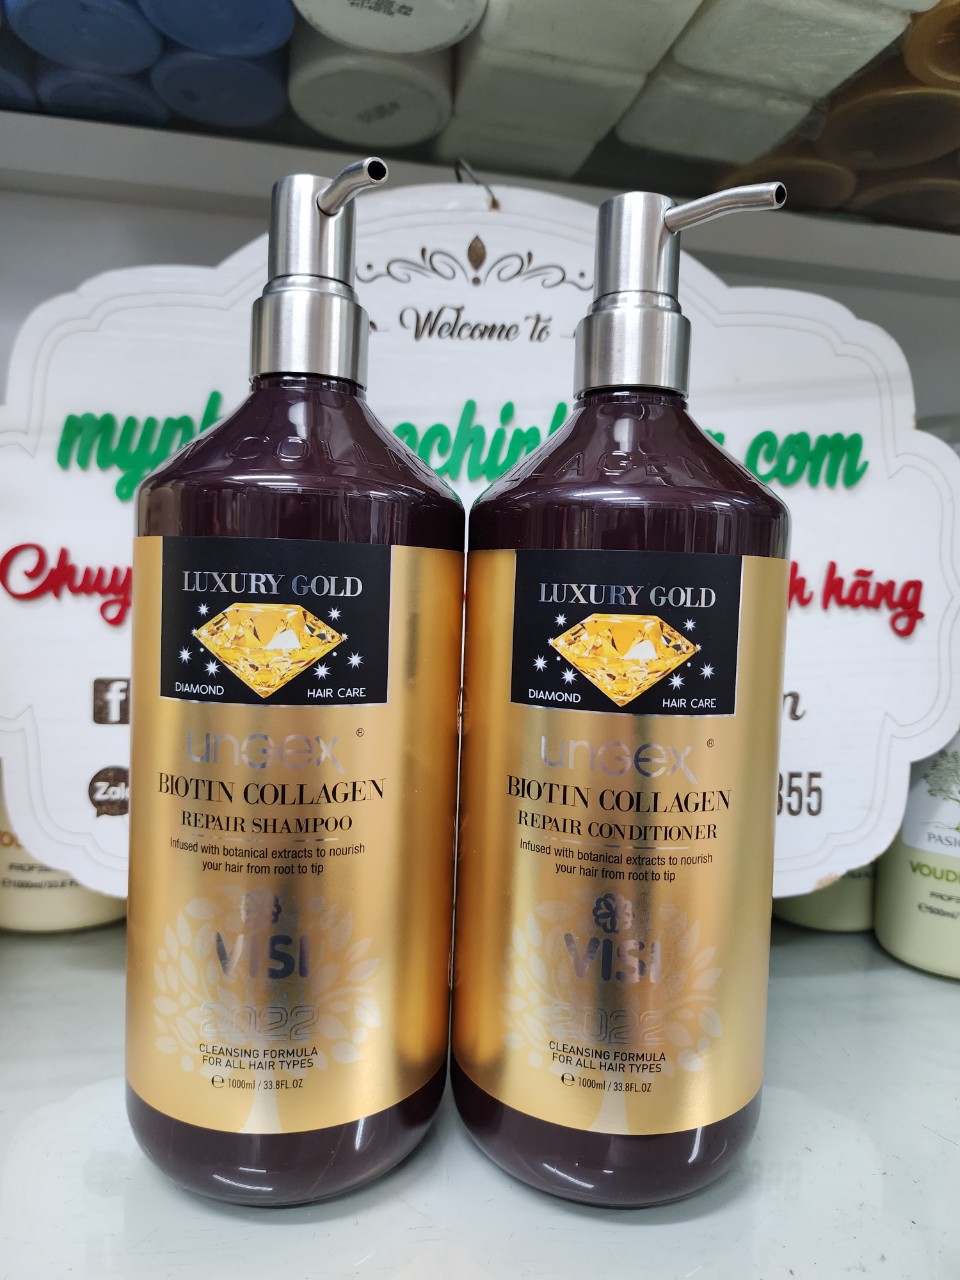 Welcome To
.com
hãng
355
COLLA
AGEN
LUXURY GOLD
DIAMOND
HAIR CARE
ungex ®
BIOTIN COLLAGEN
REPAIR SHAMPOO
Infused with botanical extracts to nourish
your hair from root to tip
VISI
2022
CLEANSING FORMULA
FOR ALL HAIR TYPES
℮ 1000ml / 33.8FL.OZ
LUXURY GOLD
DIAMOND
HAIR CARE
ungex ®
BIOTIN COLLAGEN
REPAIR CONDITIONER
Infused with botanical extracts to nourish
your hair from root to tip
VISI
2022
CLEANSING FORMULA
FOR ALL HAIR TYPES
℮ 1000ml / 33.8FL.OZ